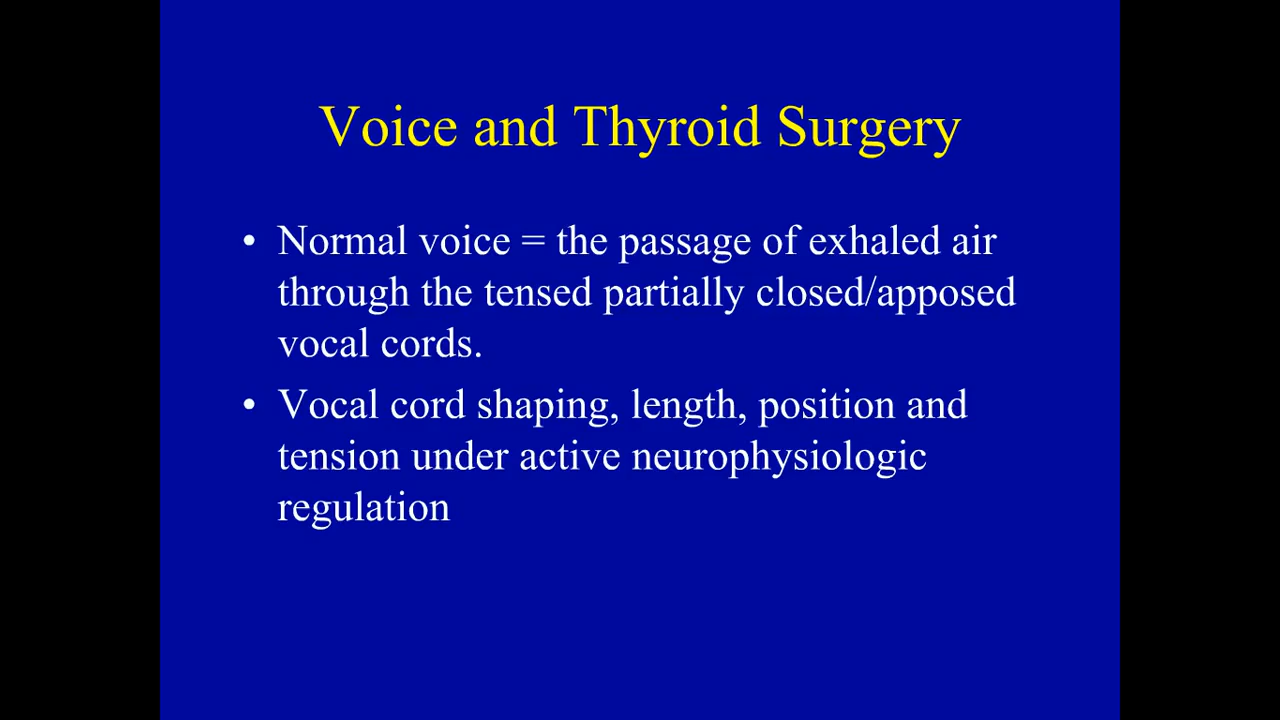 Voice and Thyroid Surgery
• Normal voice = the passage of exhaled air
through the tensed partially closed/apposed
vocal cords.
• Vocal cord shaping, length, position and
tension under active neurophysiologic
regulation